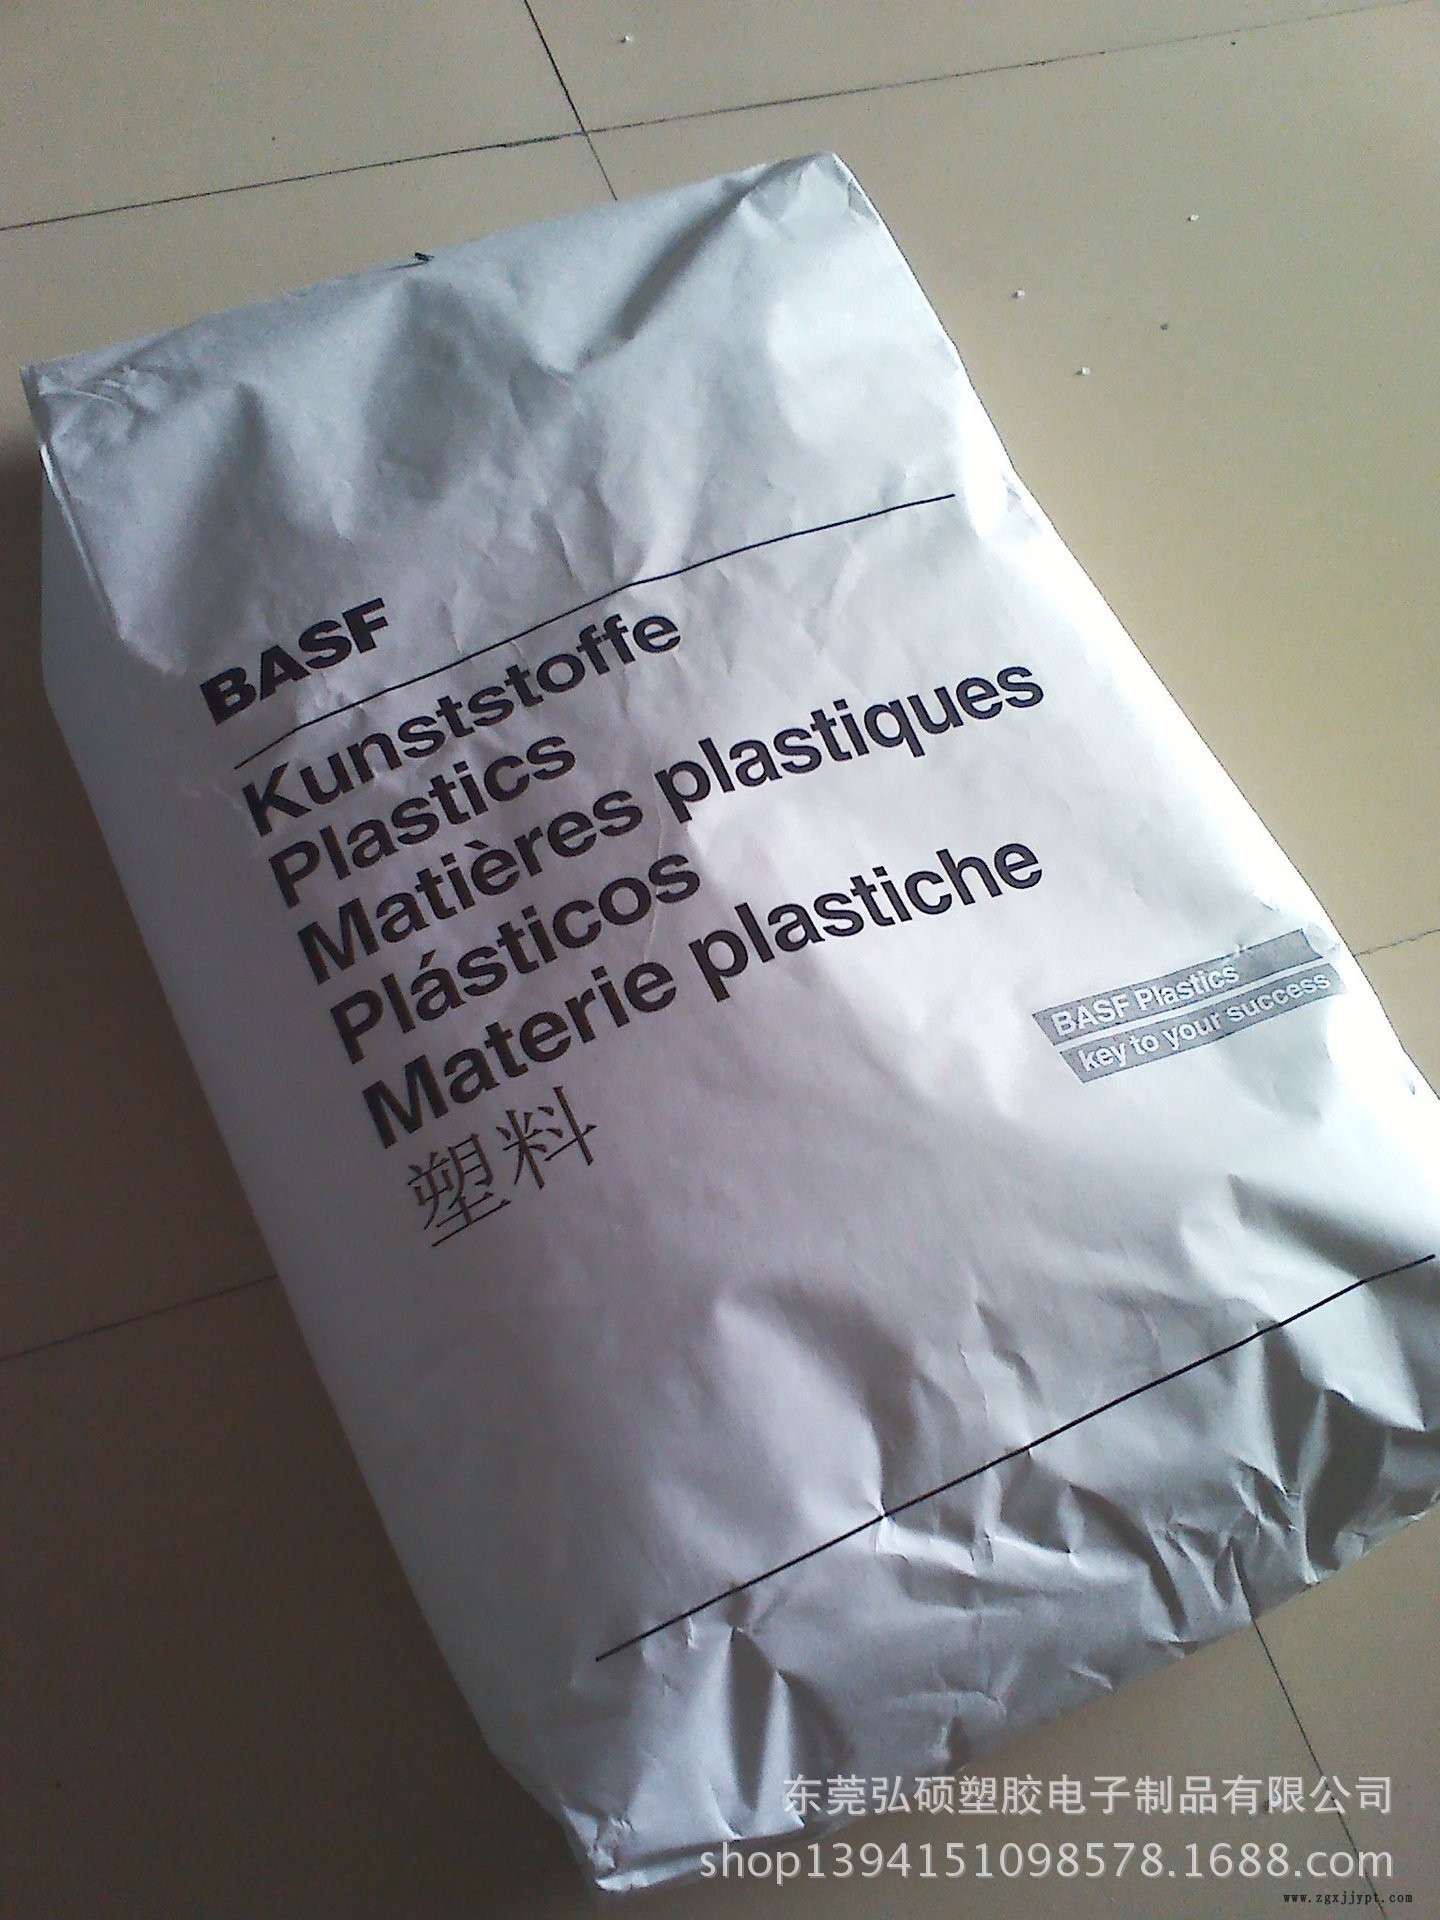 BASF
Kunststoffe
Plastics
Matières plastiques
Plásticos
Materie plastiche
塑料
BASF Plastics
key to your success
东莞弘硕塑胶电子制品有限公司
shop1394151098578.1688.com
www.zgxjjypt.com